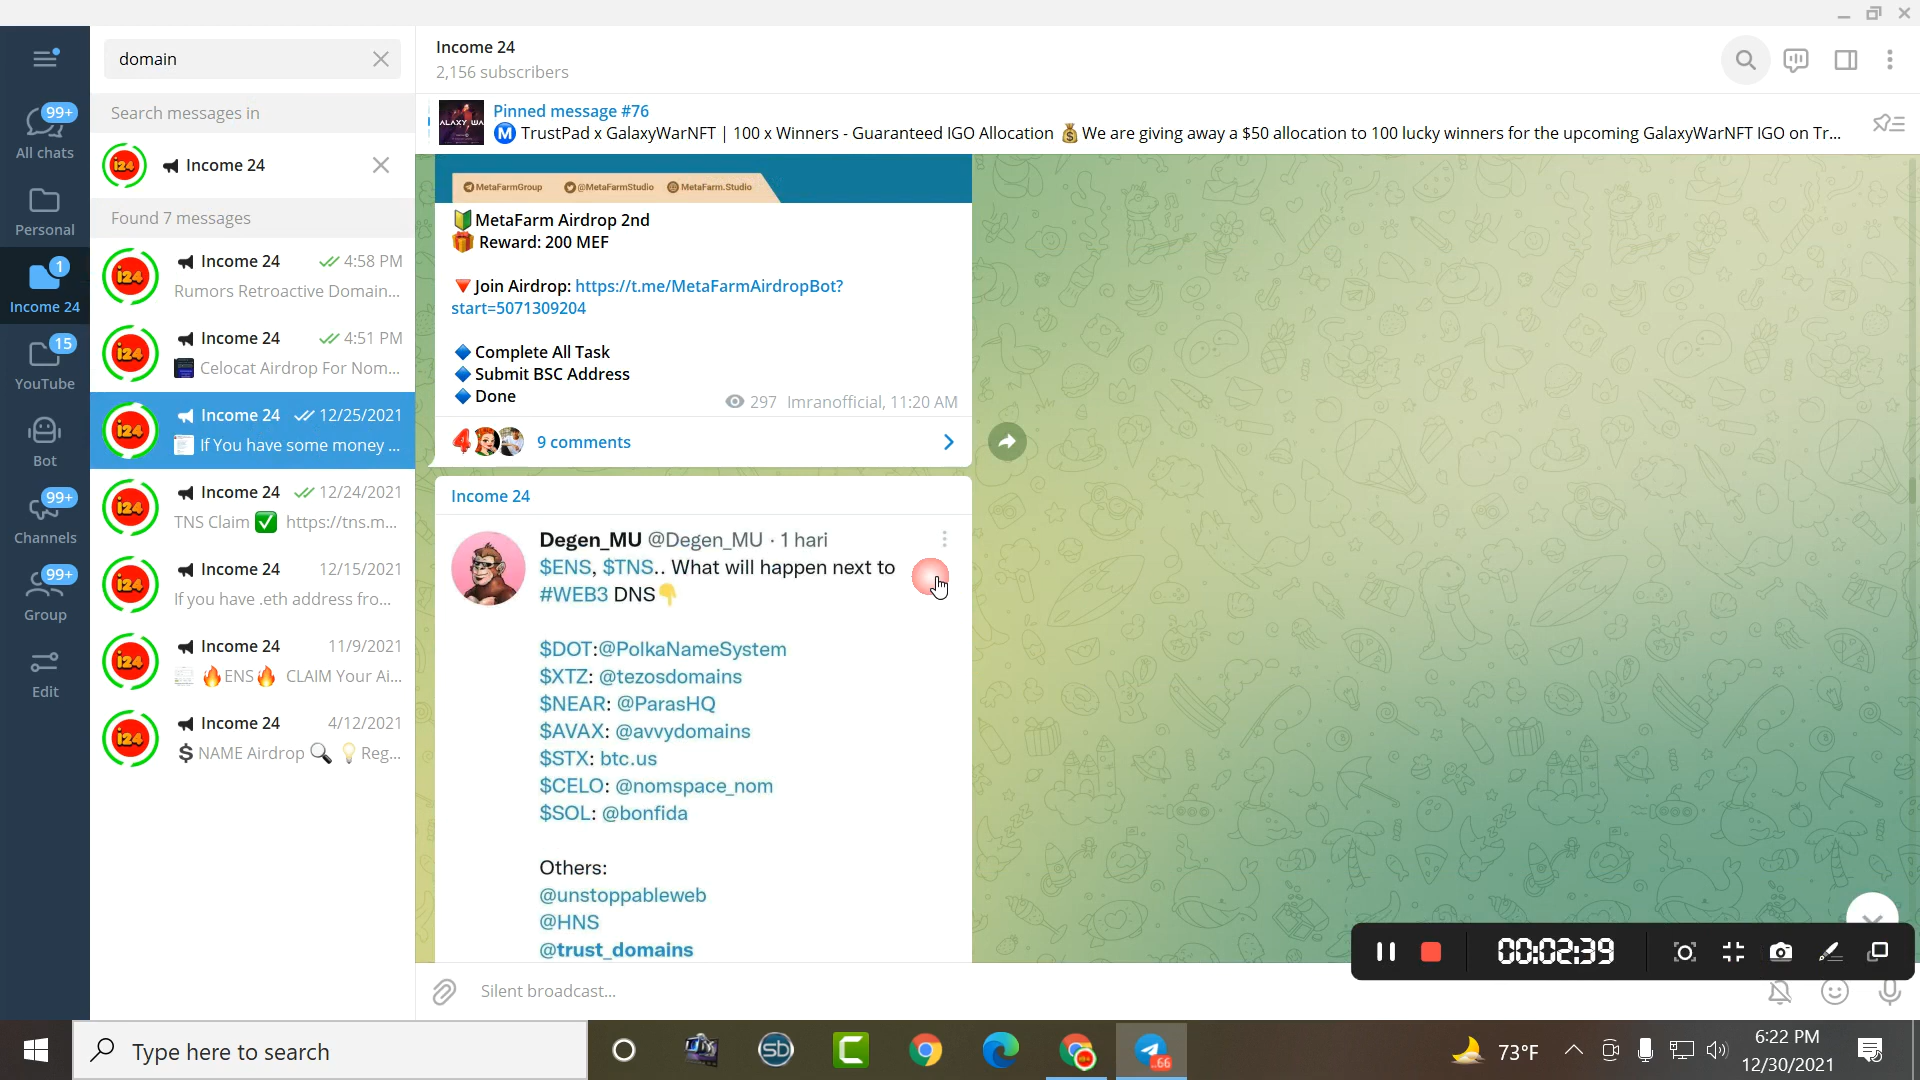 domain
Search messages in
Income 24
Found 7 messages
Income 24 4:58 PM
Rumors Retroactive Domain...
Income 24 4:51 PM
Celocat Airdrop For Nom...
Income 24 12/25/2021
If You have some money ...
Income 24 12/24/2021
TNS Claim ✅ https://tns.m...
Income 24 12/15/2021
If you have .eth address fro...
Income 24 11/9/2021
🔥ENS🔥 CLAIM Your Ai...
Income 24 4/12/2021
$ NAME Airdrop 🔍 💡 Reg...
99+
All chats
Personal
1
Income 24
15
YouTube
Bot
99+
Channels
99+
Group
Edit
Income 24
2,156 subscribers
Pinned message #76
Ⓜ️ TrustPad x GalaxyWarNFT | 100 x Winners - Guaranteed IGO Allocation 💰 We are giving away a $50 allocation to 100 lucky winners for the upcoming GalaxyWarNFT IGO on Tr...
MetaFarmGroup @MetaFarmStudio MetaFarm.Studio
🔰MetaFarm Airdrop 2nd
🎁 Reward: 200 MEF
🔻Join Airdrop: https://t.me/MetaFarmAirdropBot?
start=5071309204
🔷 Complete All Task
🔷 Submit BSC Address
🔷 Done
297 Imranofficial, 11:20 AM
9 comments
Income 24
Degen_MU @Degen_MU · 1 hari
$ENS, $TNS.. What will happen next to
#WEB3 DNS👇
$DOT:@PolkaNameSystem
$XTZ: @tezosdomains
$NEAR: @ParasHQ
$AVAX: @avvydomains
$STX: btc.us
$CELO: @nomspace_nom
$SOL: @bonfida
Others:
@unstoppableweb
@HNS
@trust_domains
Silent broadcast...
00:02:39
Type here to search
66
73°F
6:22 PM
12/30/2021